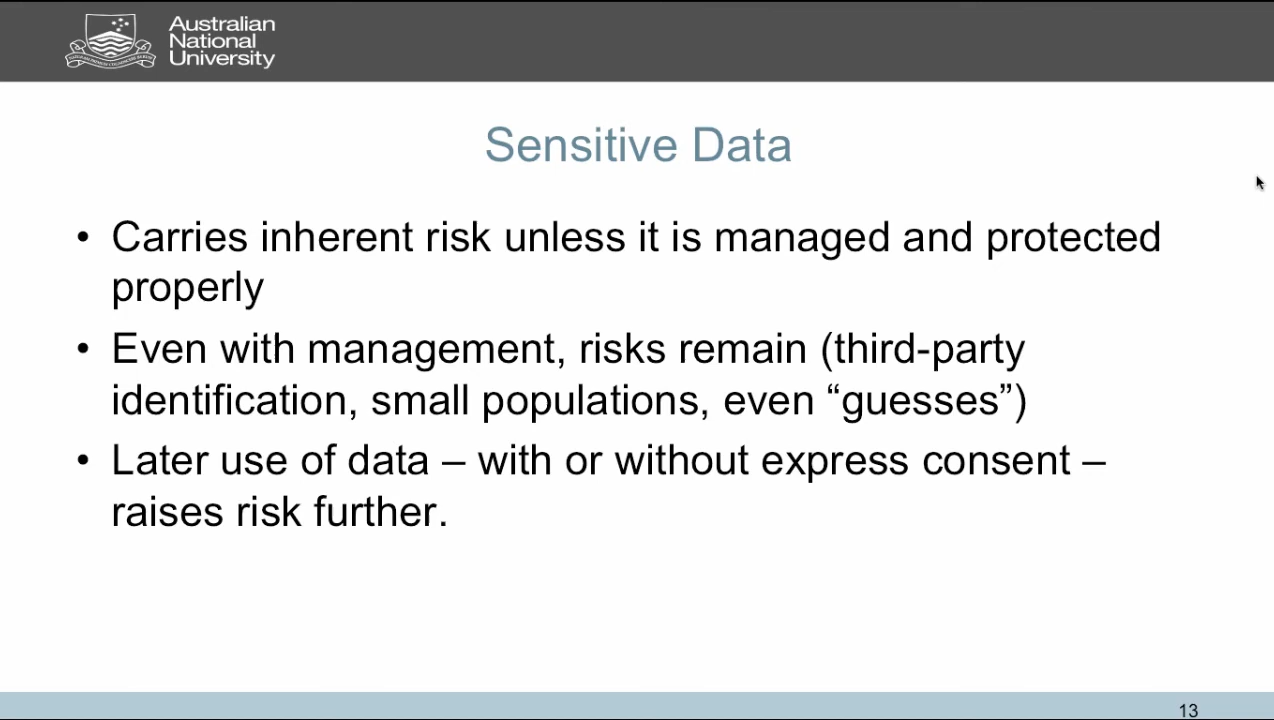 Australian
National
University
Sensitive Data
• Carries inherent risk unless it is managed and protected
properly
• Even with management, risks remain (third-party
identification, small populations, even “guesses”)
• Later use of data – with or without express consent –
raises risk further.
13